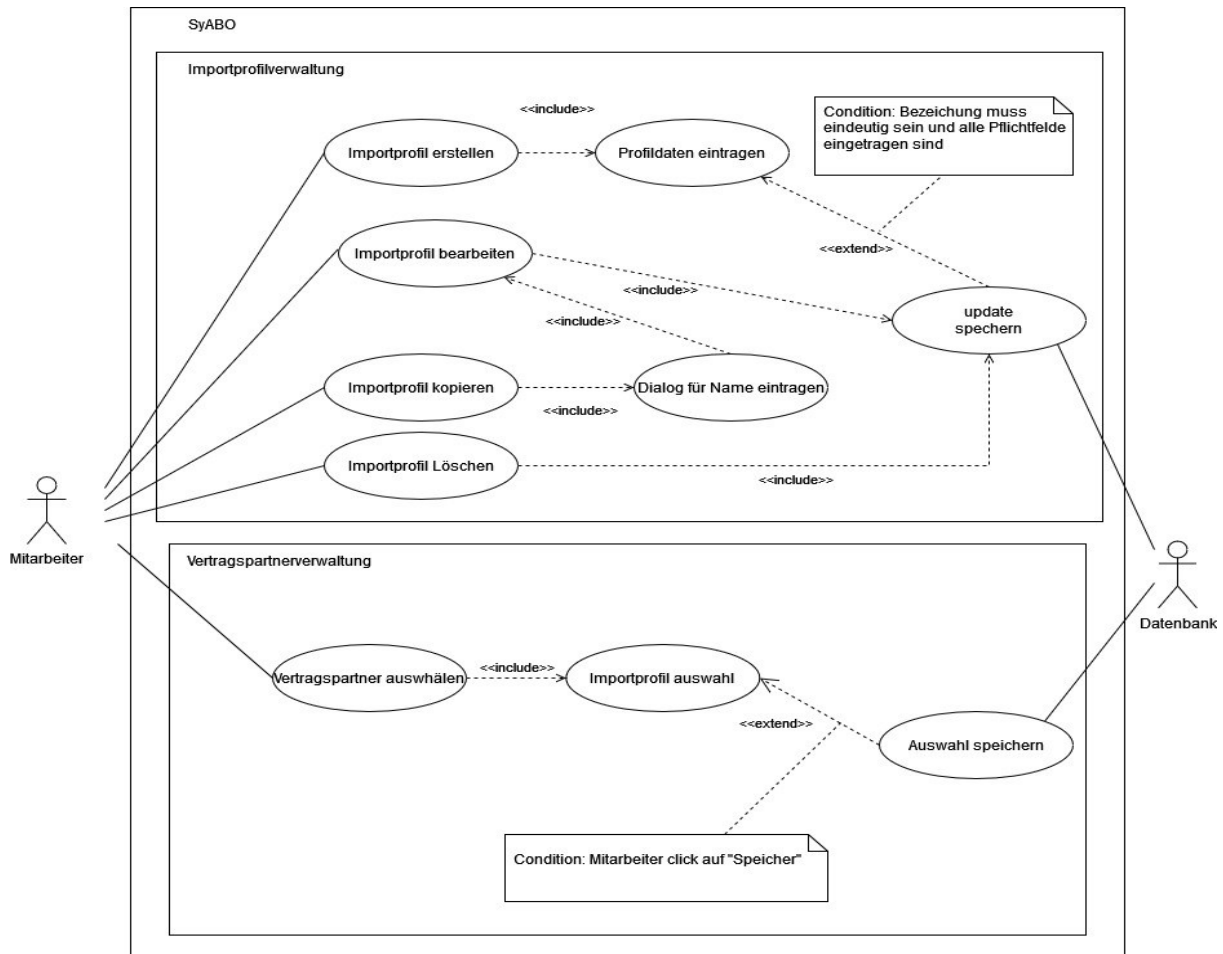 SyABO
Importprofilverwaltung
<<include>>
Condition: Bezeichung muss
eindeutig sein und alle Pflichtfelde
eingetragen sind
Importprofil erstellen
Profildaten eintragen
<<extend>>
Importprofil bearbeiten
<<include>>
<<include>>
update
spechern
Importprofil kopieren
<<include>>
Dialog für Name eintragen
Importprofil Löschen
<<include>>
Mitarbeiter
Datenbank
Vertragspartnerverwaltung
Vertragspartner auswhälen
<<include>>
Importprofil auswahl
<<extend>>
Auswahl speichern
Condition: Mitarbeiter click auf "Speicher"